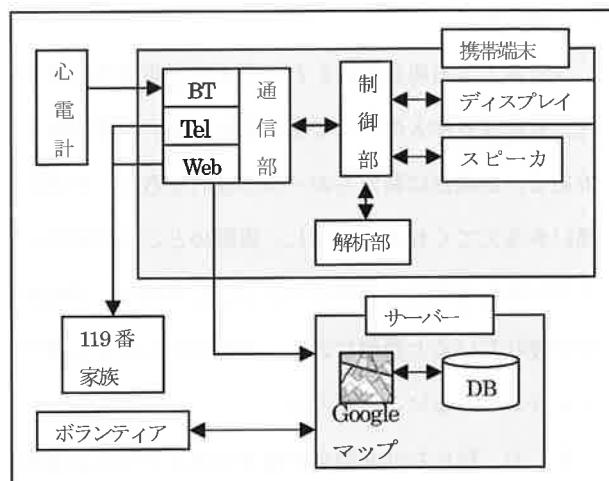 携帯端末
心電計
BT
Tel
Web
通信部
制御部
ディスプレイ
スピーカ
解析部
119番
家族
ボランティア
サーバー
Google
マップ
DB